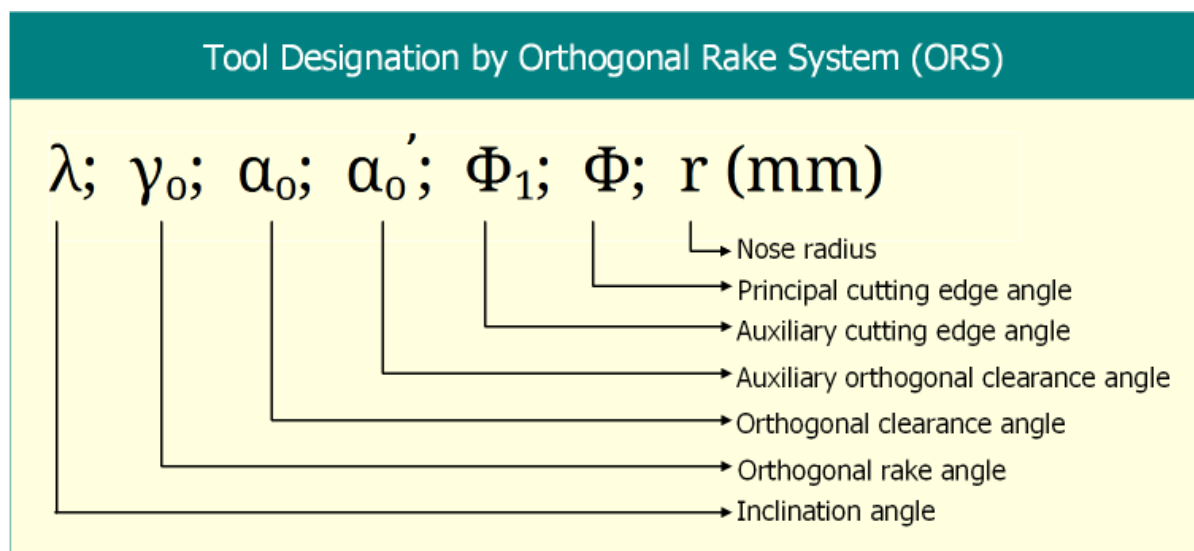 Tool Designation by Orthogonal Rake System (ORS)
λ; γₒ; αₒ; αₒ′; Φ₁; Φ; r (mm)
Nose radius
Principal cutting edge angle
Auxiliary cutting edge angle
Auxiliary orthogonal clearance angle
Orthogonal clearance angle
Orthogonal rake angle
Inclination angle